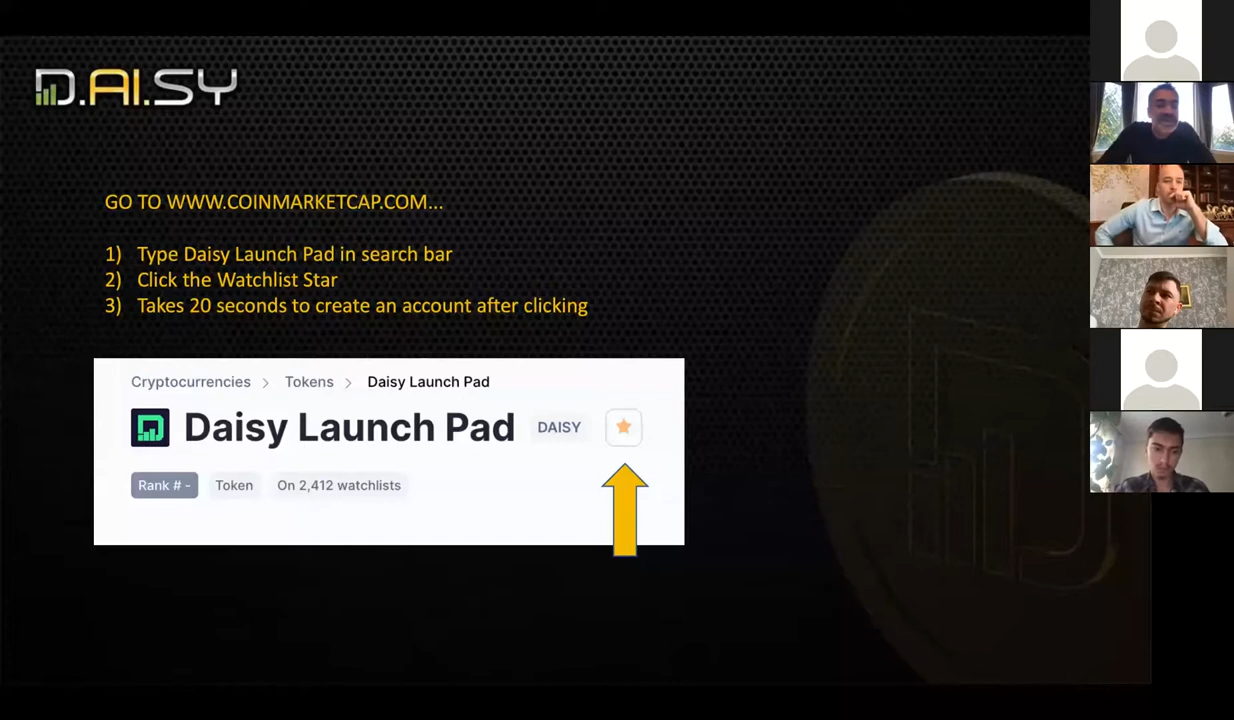 D.AI.SY
GO TO WWW.COINMARKETCAP.COM...
1) Type Daisy Launch Pad in search bar
2) Click the Watchlist Star
3) Takes 20 seconds to create an account after clicking
Cryptocurrencies > Tokens > Daisy Launch Pad
Daisy Launch Pad DAISY
Rank # - Token On 2,412 watchlists